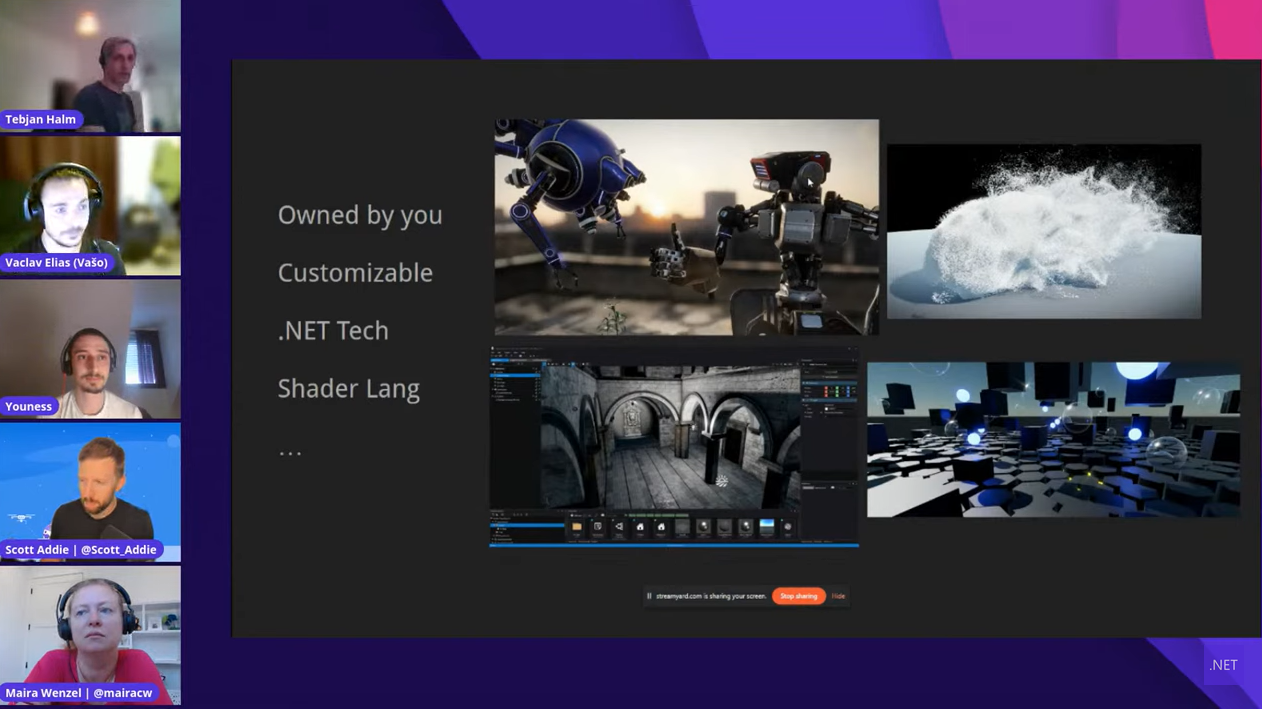 Tebjan Halm
Vaclav Elias (Vašo)
Youness
Scott Addie | @Scott_Addie
Maira Wenzel | @mairacw
Owned by you
Customizable
.NET Tech
Shader Lang
...
streamyard.com is sharing your screen.
Stop sharing
Hide
.NET